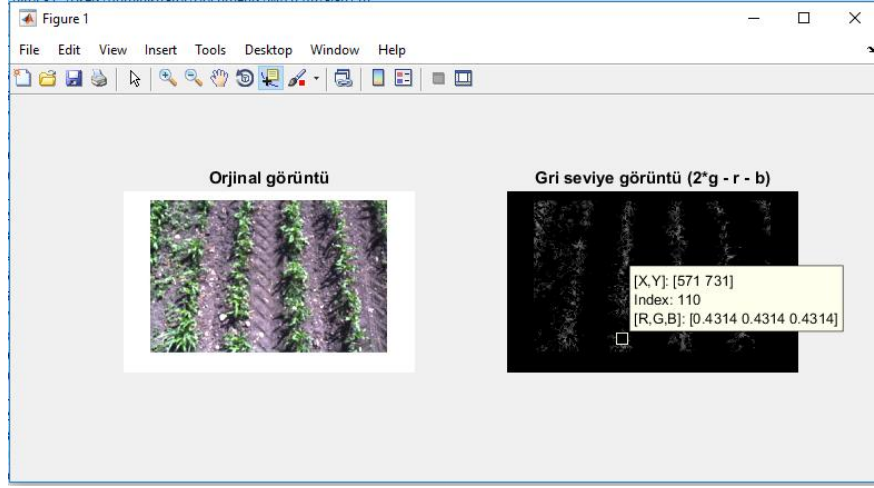 Figure 1
File Edit View Insert Tools Desktop Window Help
Orjinal görüntü
Gri seviye görüntü (2*g - r - b)
[X,Y]: [571 731]
Index: 110
[R,G,B]: [0.4314 0.4314 0.4314]